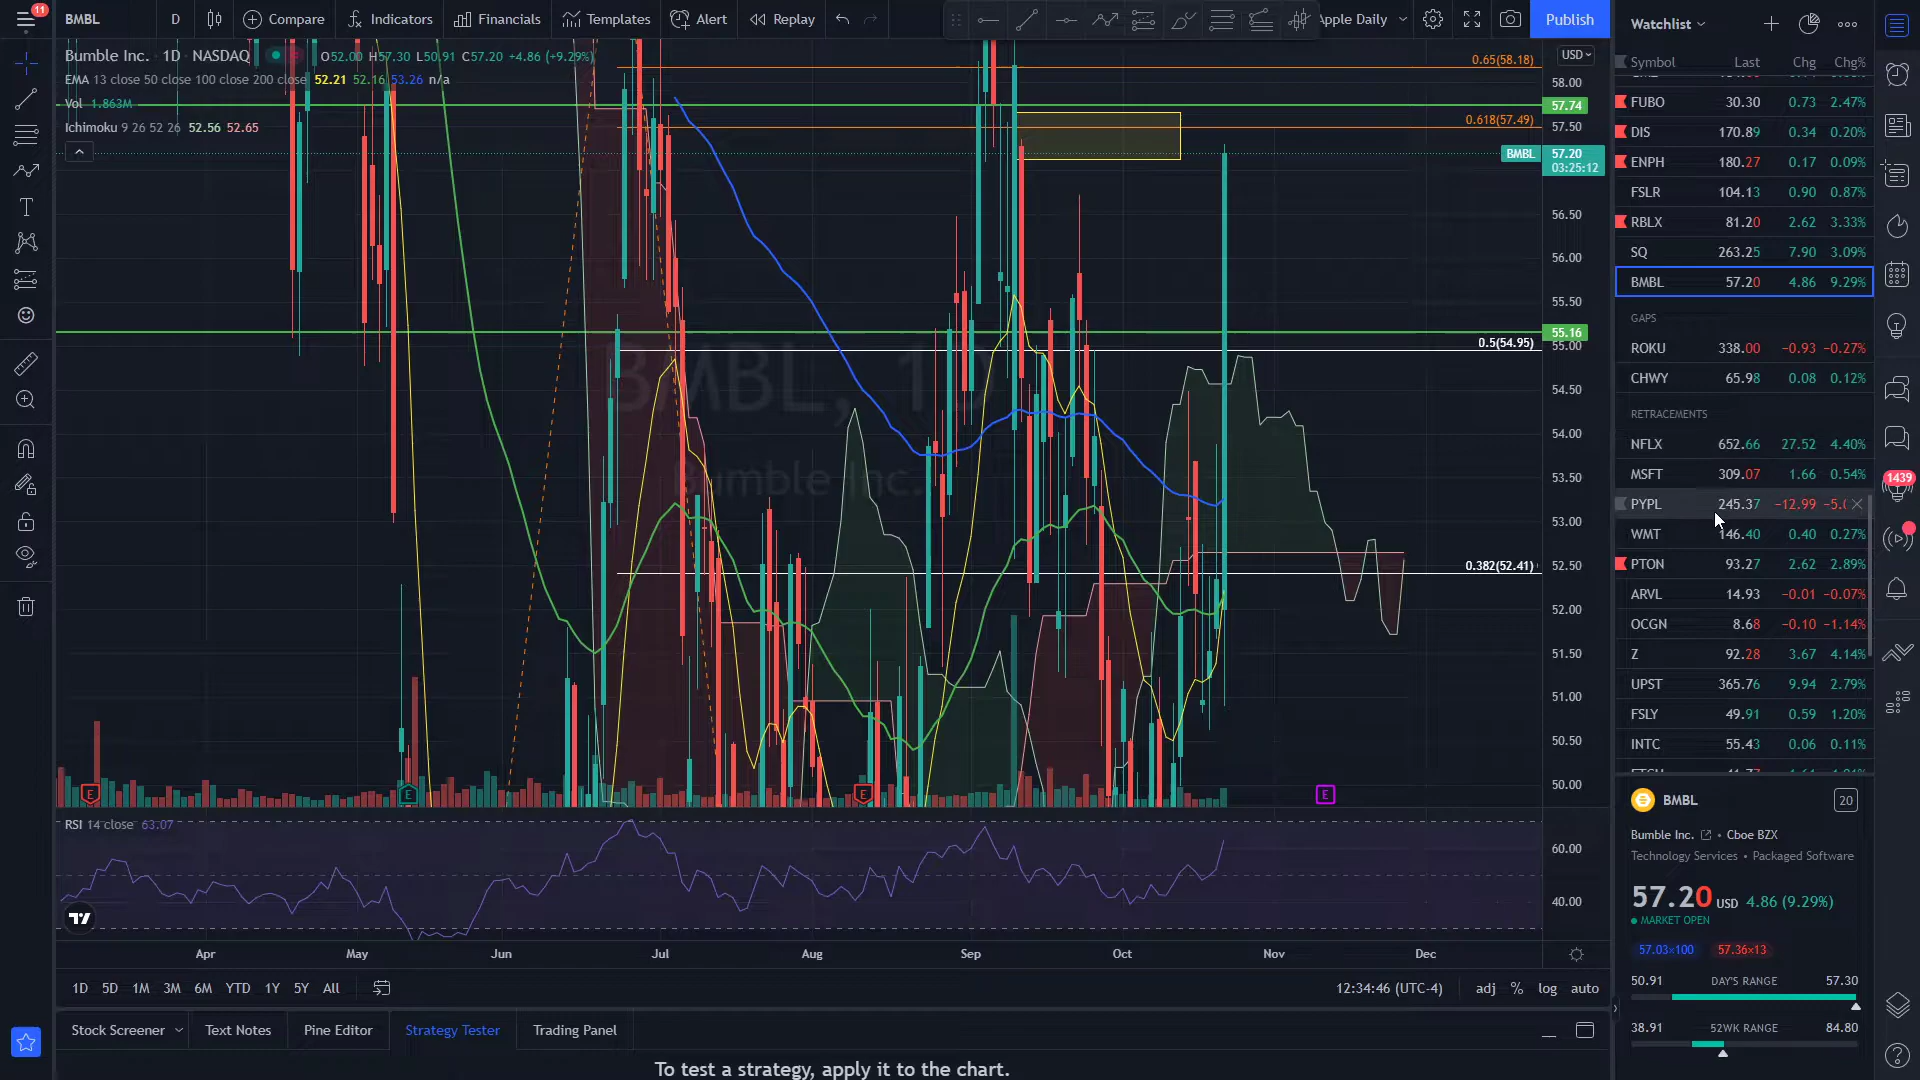 11
BMBL
D
Compare
Indicators
Financials
Templates
Alert
Replay
Apple Daily
Publish
Bumble Inc. · 1D · NASDAQ
O52.00 H57.30 L50.91 C57.20 +4.86 (+9.29%)
EMA 13 close 50 close 100 close 200 close 52.21 52.16 53.26 n/a
Vol 1.863M
Ichimoku 9 26 52 26 52.56 52.65
BMBL, 1D
Bumble Inc.
0.65(58.18)
0.618(57.49)
0.5(54.95)
0.382(52.41)
USD
58.00
57.74
57.50
BMBL 57.20
03:25:12
56.50
56.00
55.50
55.16
55.00
54.50
54.00
53.50
53.00
52.50
52.00
51.50
51.00
50.50
50.00
E
E
E
E
RSI 14 close 63.07
60.00
40.00
Apr May Jun Jul Aug Sep Oct Nov Dec
1D 5D 1M 3M 6M YTD 1Y 5Y All
12:34:46 (UTC-4) adj % log auto
Stock Screener
Text Notes
Pine Editor
Strategy Tester
Trading Panel
To test a strategy, apply it to the chart.
Watchlist
Symbol Last Chg Chg%
FUBO 30.30 0.73 2.47%
DIS 170.89 0.34 0.20%
ENPH 180.27 0.17 0.09%
FSLR 104.13 0.90 0.87%
RBLX 81.20 2.62 3.33%
SQ 263.25 7.90 3.09%
BMBL 57.20 4.86 9.29%
GAPS
ROKU 338.00 −0.93 −0.27%
CHWY 65.98 0.08 0.12%
RETRACEMENTS
NFLX 652.66 27.52 4.40%
MSFT 309.07 1.66 0.54%
PYPL 245.37 −12.99
WMT 146.40 0.40 0.27%
PTON 93.27 2.62 2.89%
ARVL 14.93 −0.01 −0.07%
OCGN 8.68 −0.10 −1.14%
Z 92.28 3.67 4.14%
UPST 365.76 9.94 2.79%
FSLY 49.91 0.59 1.20%
INTC 55.43 0.06 0.11%
BMBL
20
Bumble Inc. • Cboe BZX
Technology Services • Packaged Software
57.20 USD 4.86 (9.29%)
MARKET OPEN
57.03×100 57.36×13
50.91 DAY'S RANGE 57.30
38.91 52WK RANGE 84.80
1439